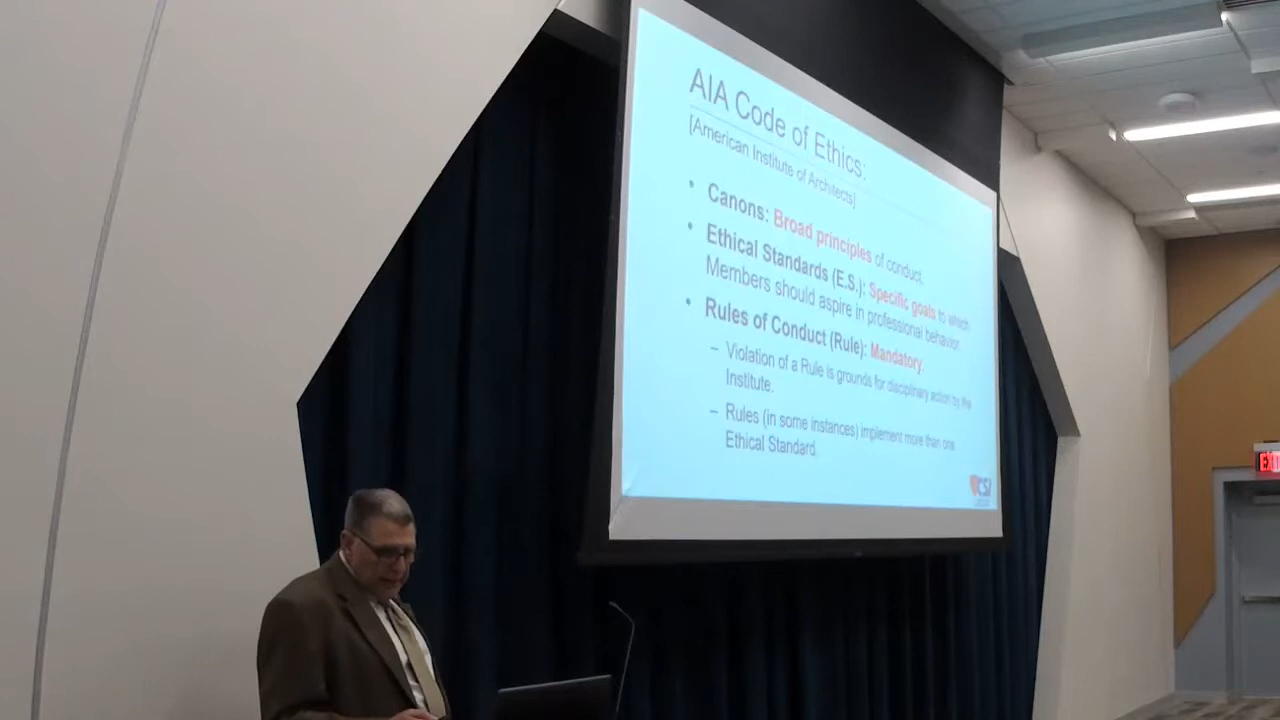 AIA Code of Ethics:
[American Institute of Architects]
• Canons: Broad principles of conduct.
• Ethical Standards (E.S.): Specific goals to which
Members should aspire in professional behavior.
• Rules of Conduct (Rule): Mandatory.
– Violation of a Rule is grounds for disciplinary action by the
Institute.
– Rules (in some instances) implement more than one
Ethical Standard.
CSI